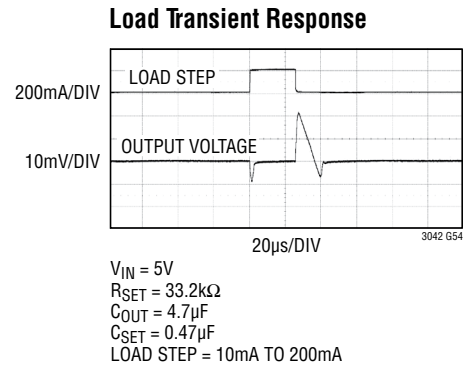 Load Transient Response
LOAD STEP
200mA/DIV
OUTPUT VOLTAGE
10mV/DIV
20µs/DIV
3042 G54
VIN = 5V
RSET = 33.2kΩ
COUT = 4.7µF
CSET = 0.47µF
LOAD STEP = 10mA TO 200mA